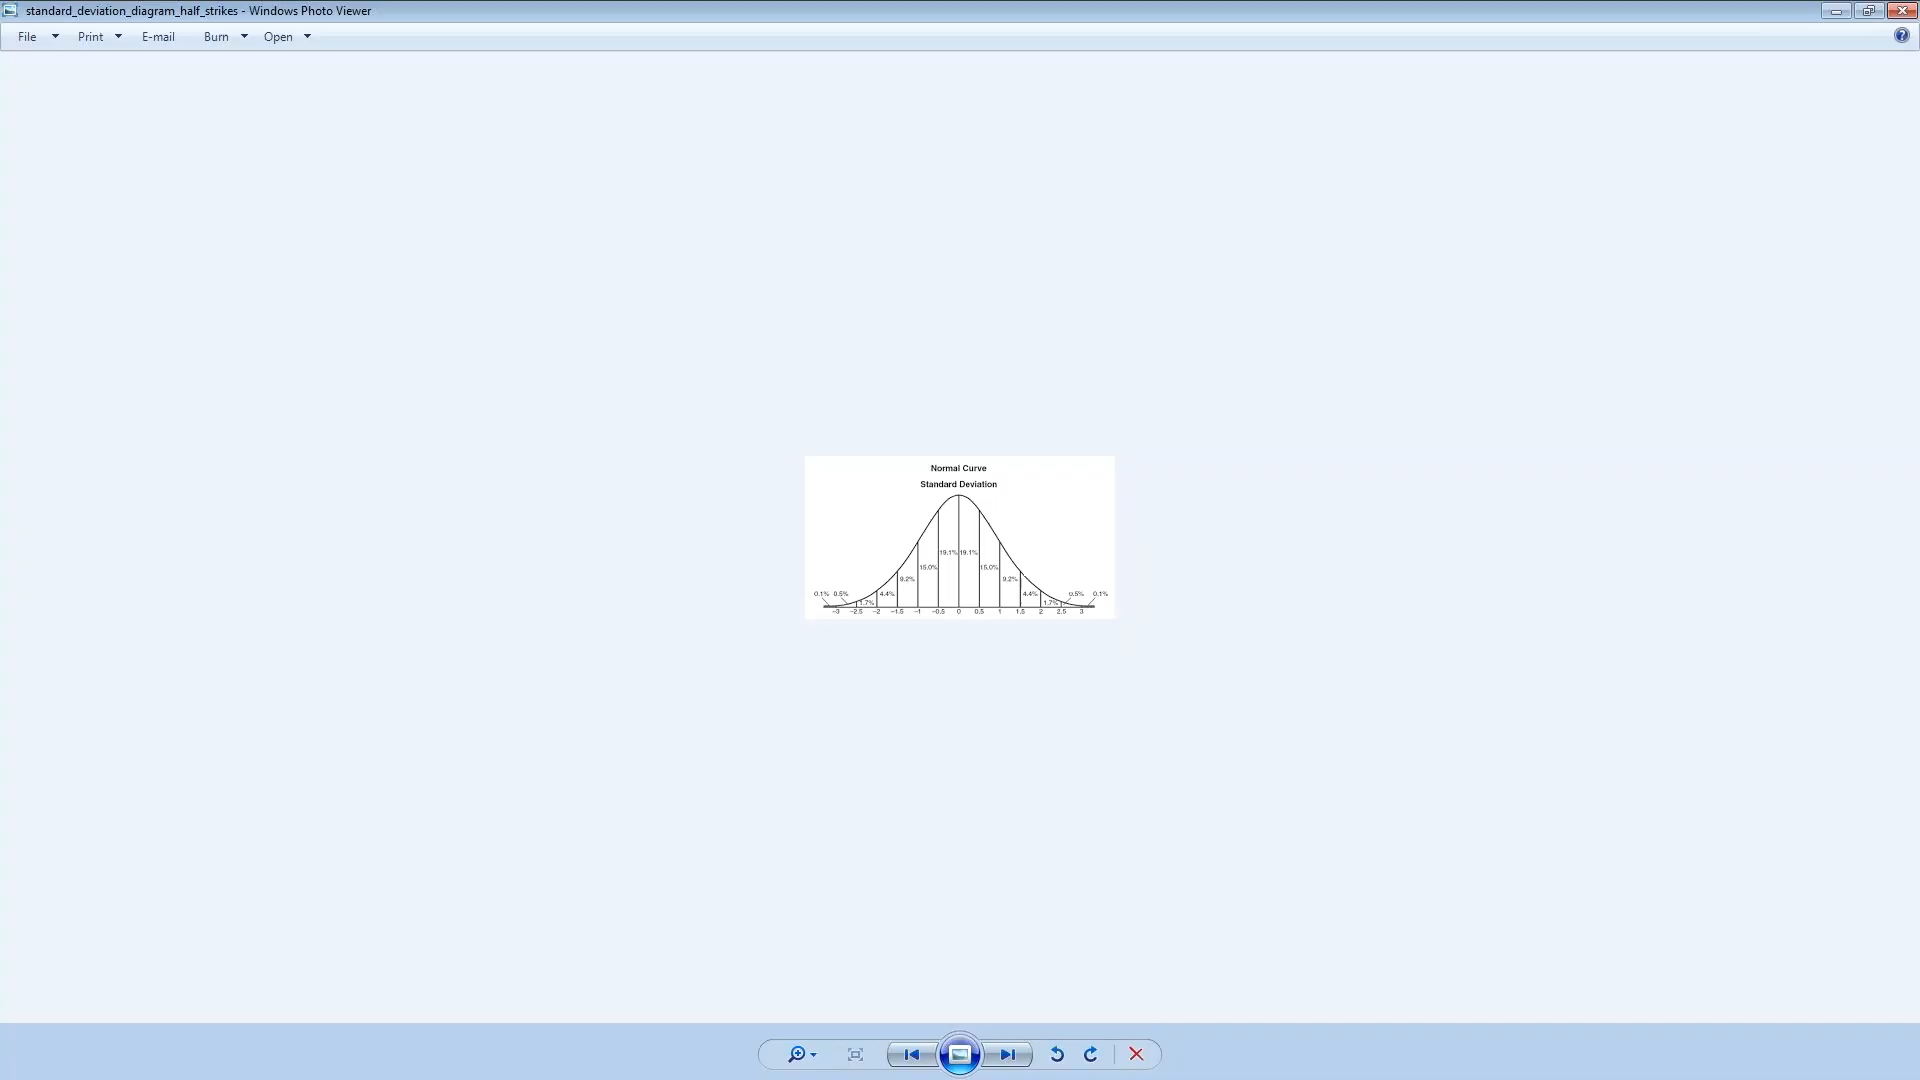 standard_deviation_diagram_half_strikes - Windows Photo Viewer
File Print E-mail Burn Open
Normal Curve
Standard Deviation
19.1% 19.1%
15.0% 15.0%
9.2% 9.2%
0.1% 0.5% 4.4% 4.4% 0.5% 0.1%
1.7% 1.7%
−3 −2.5 −2 −1.5 −1 −0.5 0 0.5 1 1.5 2 2.5 3